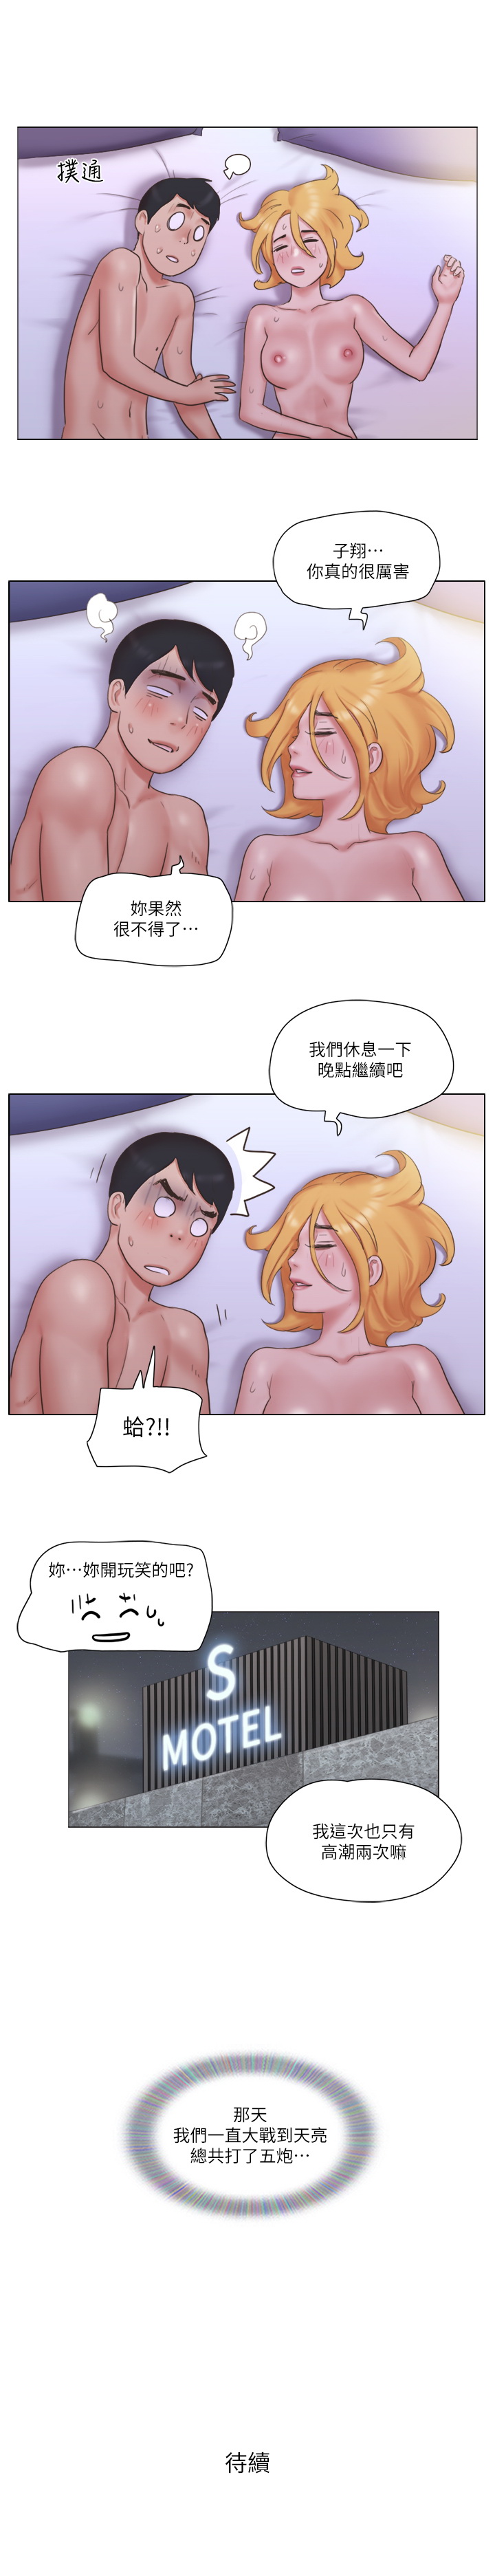 撲通
子翔…
你真的很厲害
妳果然
很不得了…
我們休息一下
晚點繼續吧
蛤?!!
妳…妳開玩笑的吧?
S
MOTEL
我這次也只有
高潮兩次嘛
那天
我們一直大戰到天亮
總共打了五炮…
待續